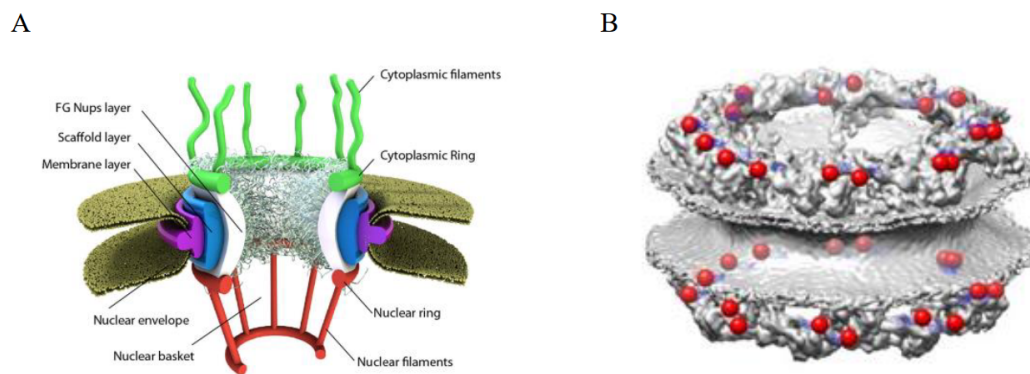 A
B
Cytoplasmic filaments
FG Nups layer
Scaffold layer
Membrane layer
Cytoplasmic Ring
Nuclear envelope
Nuclear ring
Nuclear basket
Nuclear filaments